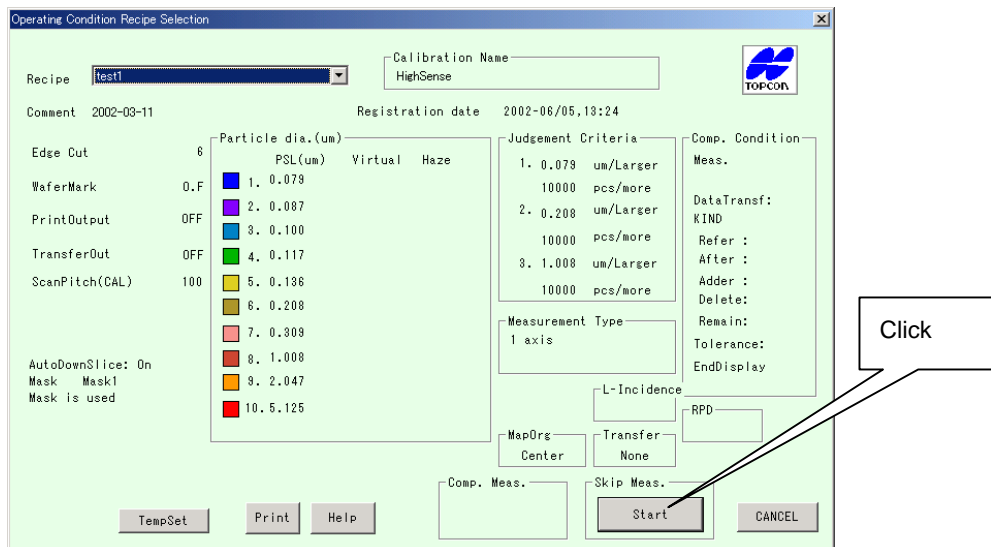 Operating Condition Recipe Selection
Recipe test1
Calibration Name
HighSense
TOPCON
Comment 2002-03-11
Registration date 2002-06/05,13:24
Edge Cut 6
WaferMark O.F
PrintOutput OFF
TransferOut OFF
ScanPitch(CAL) 100
AutoDownSlice: On
Mask Mask1
Mask is used
Particle dia.(um)
PSL(um) Virtual Haze
1. 0.079
2. 0.087
3. 0.100
4. 0.117
5. 0.136
6. 0.208
7. 0.309
8. 1.008
9. 2.047
10. 5.125
Judgement Criteria
1. 0.079 um/Larger
10000 pcs/more
2. 0.208 um/Larger
10000 pcs/more
3. 1.008 um/Larger
10000 pcs/more
Measurement Type
1 axis
Comp. Condition
Meas.
DataTransf:
KIND
Refer :
After :
Adder :
Delete:
Remain:
Tolerance:
EndDisplay
L-Incidence
RPD
MapOrg
Center
Transfer
None
Comp. Meas.
Skip Meas.
Start
TempSet
Print
Help
CANCEL
Click